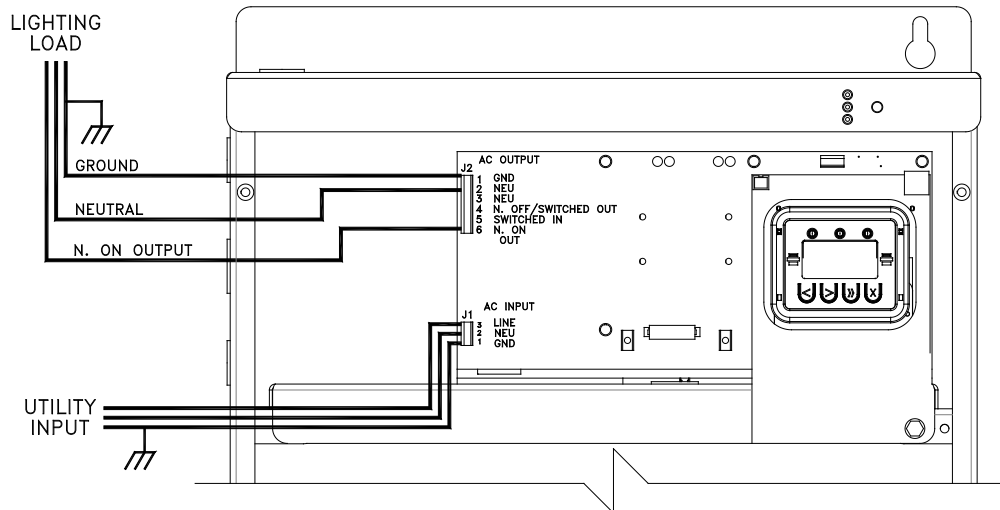 LIGHTING
LOAD
GROUND
NEUTRAL
N. ON OUTPUT
AC OUTPUT
J2
1 GND
2 NEU
3 NEU
4 N. OFF/SWITCHED OUT
5 SWITCHED IN
6 N. ON
OUT
AC INPUT
J1
3 LINE
2 NEU
1 GND
UTILITY
INPUT
< > » x